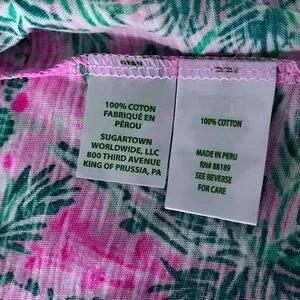 100% COTON
FABRIQUÉ EN
PÉROU
SUGARTOWN
WORLDWIDE, LLC
800 THIRD AVENUE
KING OF PRUSSIA, PA
100% COTTON
MADE IN PERU
RN# 88189
SEE REVERSE
FOR CARE